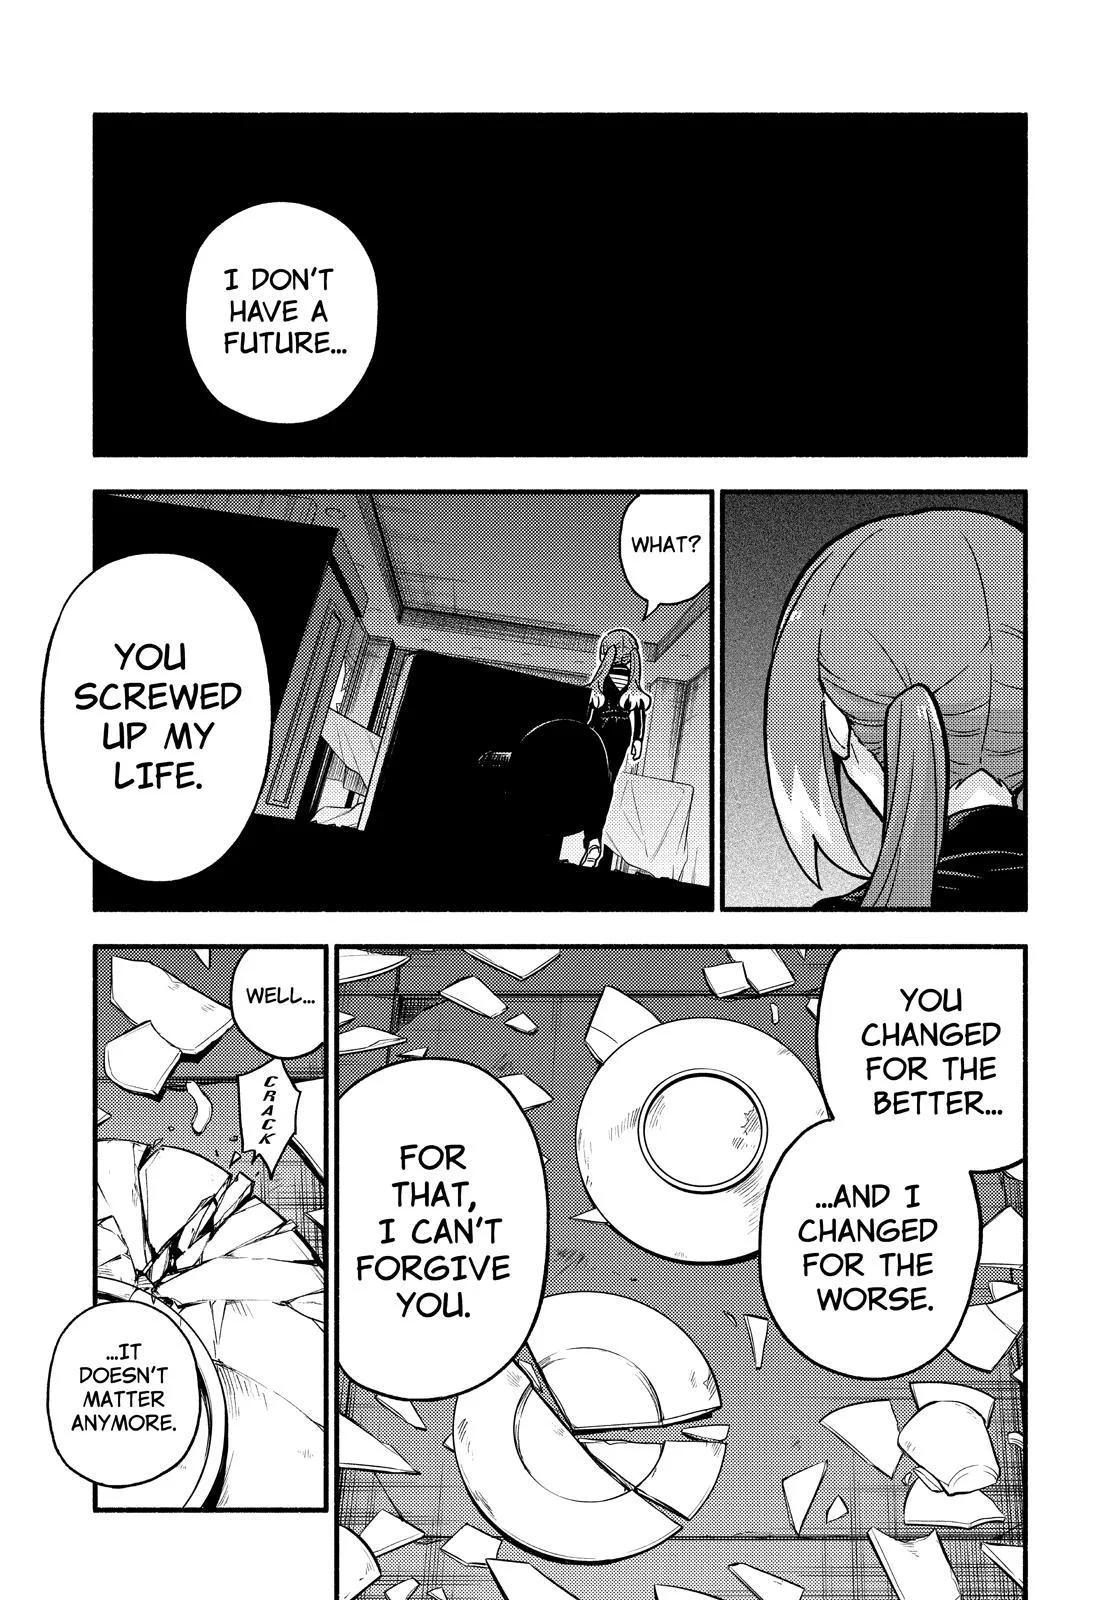 I DON'T
HAVE A
FUTURE...
WHAT?
YOU
SCREWED
UP MY
LIFE.
YOU
CHANGED
FOR THE
BETTER...
...AND I
CHANGED
FOR THE
WORSE.
FOR
THAT,
I CAN'T
FORGIVE
YOU.
WELL...
CRACK
...IT
DOESN'T
MATTER
ANYMORE.